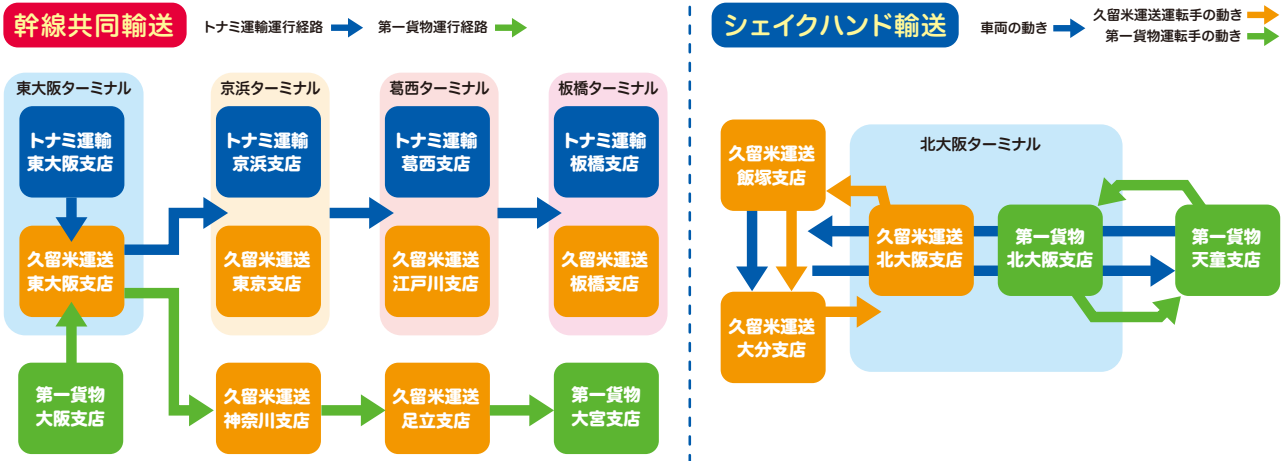 幹線共同輸送
トナミ運輸運行経路
第一貨物運行経路
東大阪ターミナル
京浜ターミナル
葛西ターミナル
板橋ターミナル
トナミ運輸
東大阪支店
トナミ運輸
京浜支店
トナミ運輸
葛西支店
トナミ運輸
板橋支店
久留米運送
東大阪支店
久留米運送
東京支店
久留米運送
江戸川支店
久留米運送
板橋支店
第一貨物
大阪支店
久留米運送
神奈川支店
久留米運送
足立支店
第一貨物
大宮支店
シェイクハンド輸送
車両の動き
久留米運送運転手の動き
第一貨物運転手の動き
北大阪ターミナル
久留米運送
飯塚支店
久留米運送
北大阪支店
第一貨物
北大阪支店
第一貨物
天童支店
久留米運送
大分支店